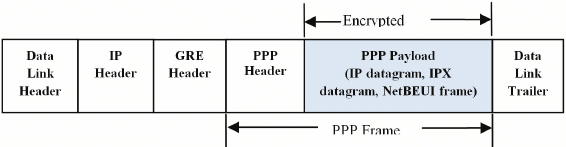 Encrypted
Data
Link
Header
IP
Header
GRE
Header
PPP
Header
PPP Payload
(IP datagram, IPX
datagram, NetBEUI frame)
Data
Link
Trailer
PPP Frame